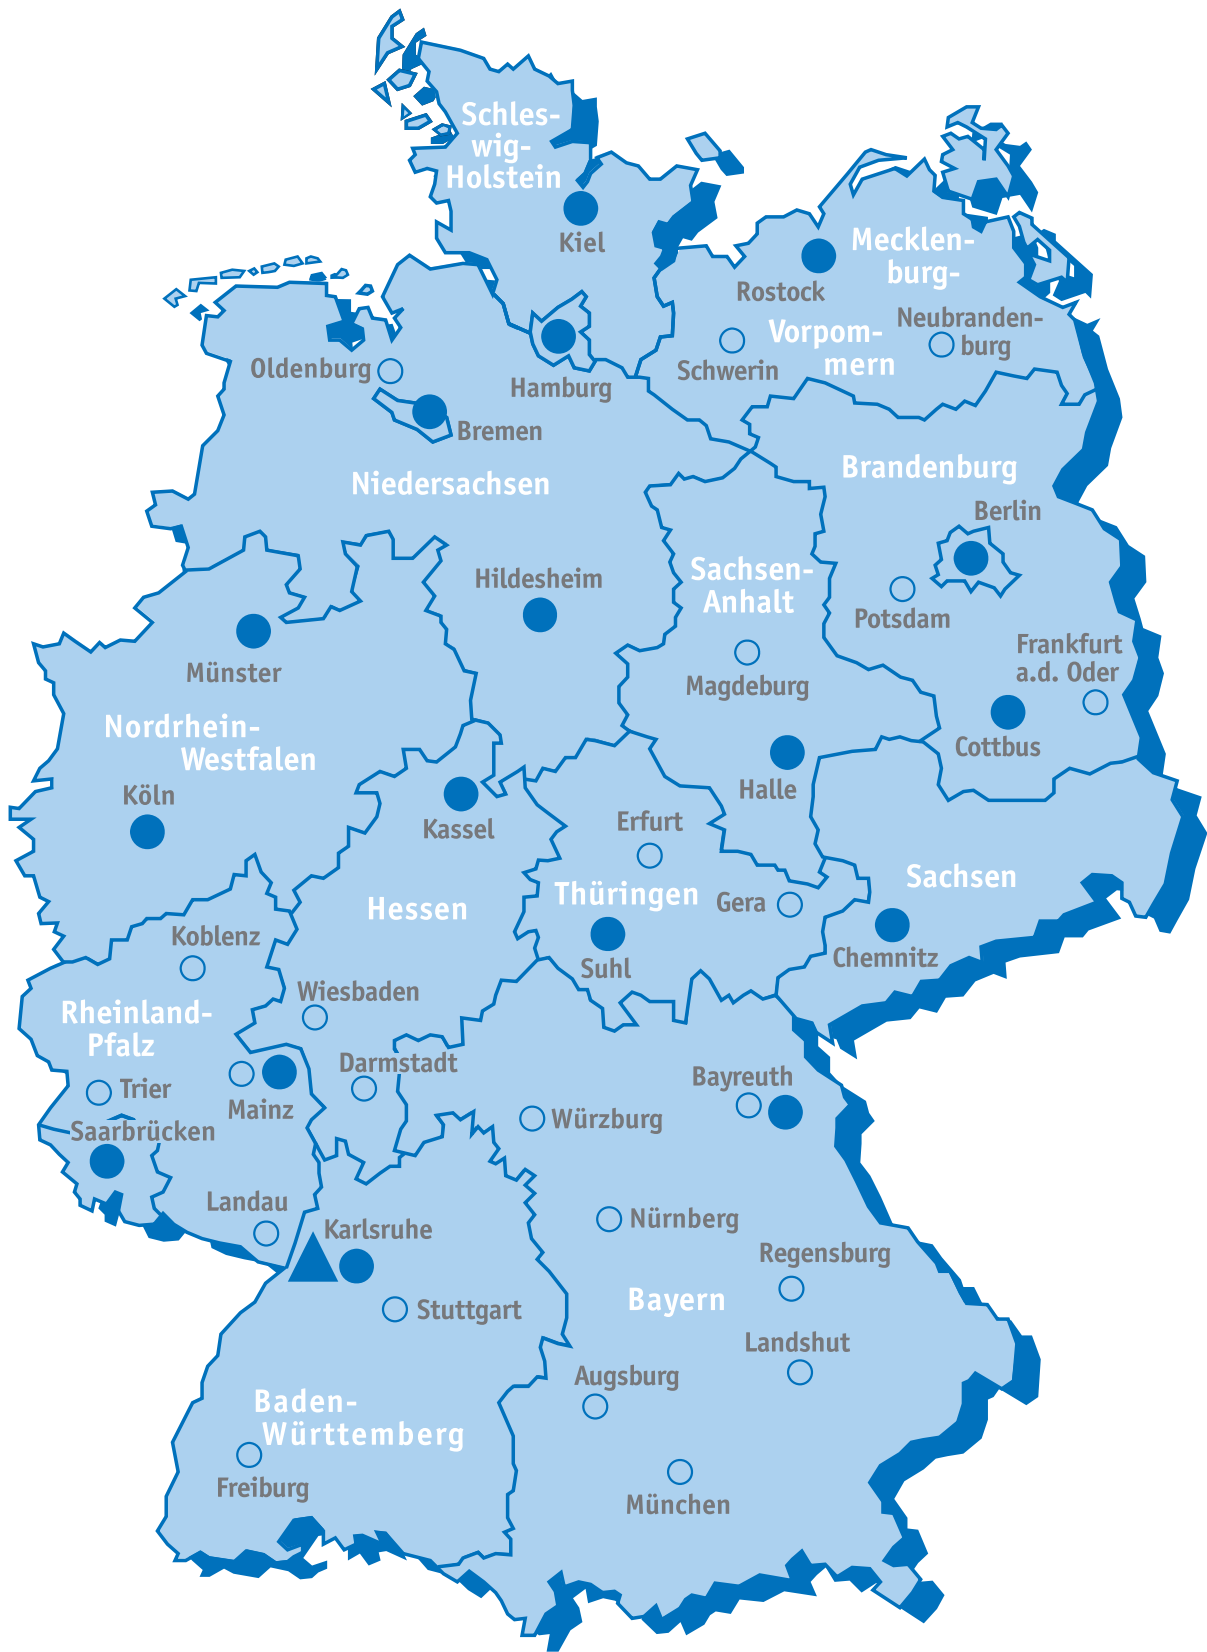 Schles-
wig-
Holstein
Kiel
Mecklen-
burg-
Vorpom-
mern
Rostock
Neubranden-
burg
Schwerin
Oldenburg
Hamburg
Bremen
Niedersachsen
Brandenburg
Berlin
Hildesheim
Sachsen-
Anhalt
Potsdam
Frankfurt
a.d. Oder
Münster
Magdeburg
Nordrhein-
Westfalen
Cottbus
Köln
Kassel
Halle
Erfurt
Hessen
Thüringen
Gera
Sachsen
Koblenz
Suhl
Chemnitz
Wiesbaden
Rheinland-
Pfalz
Darmstadt
Bayreuth
Trier
Mainz
Würzburg
Saarbrücken
Landau
Karlsruhe
Nürnberg
Regensburg
Bayern
Stuttgart
Landshut
Augsburg
Baden-
Württemberg
Freiburg
München